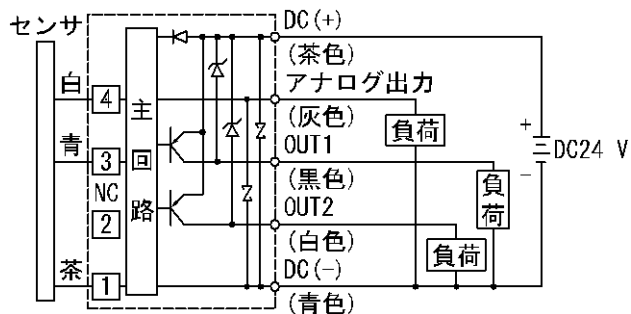 センサ
DC(+)
(茶色)
白
4
主回路
アナログ出力
(灰色)
負荷
青
3
OUT1
(黒色)
負荷
+
DC24 V
−
NC
2
OUT2
(白色)
負荷
茶
1
DC(−)
(青色)